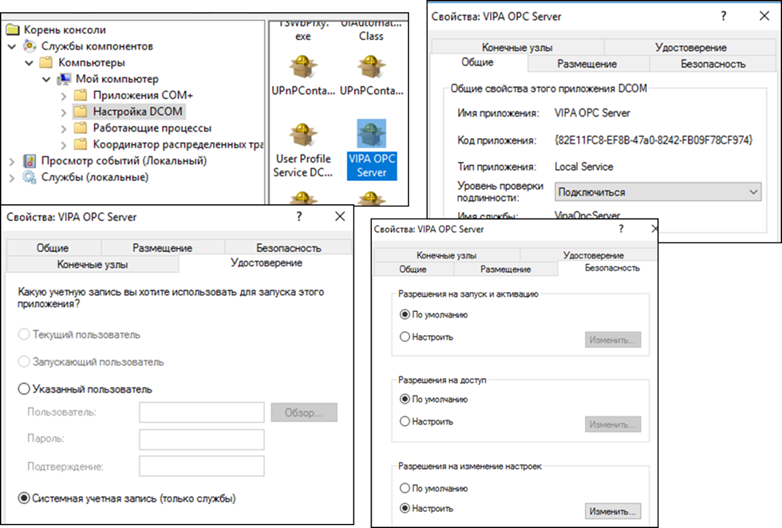 Корень консоли
Службы компонентов
Компьютеры
Мой компьютер
Приложения COM+
Настройка DCOM
Работающие процессы
Координатор распределенных тра
Просмотр событий (Локальный)
Службы (локальные)
.exe
Class
UPnPConta...
UPnPConta...
User Profile
Service DC...
VIPA OPC
Server
Свойства: VIPA OPC Server
?
Конечные узлы
Удостоверение
Общие
Размещение
Безопасность
Общие свойства этого приложения DCOM
Имя приложения:
VIPA OPC Server
Код приложения:
{82E11FC8-EF8B-47a0-8242-FB09F78CF974}
Тип приложения:
Local Service
Уровень проверки
подлинности:
Подключиться
Имя службы:
VipaOpcServer
Свойства: VIPA OPC Server
?
Общие
Размещение
Безопасность
Конечные узлы
Удостоверение
Какую учетную запись вы хотите использовать для запуска этого
приложения?
Текущий пользователь
Запускающий пользователь
Указанный пользователь
Пользователь:
Обзор...
Пароль:
Подтверждение:
Системная учетная запись (только службы)
Свойства: VIPA OPC Server
?
Конечные узлы
Удостоверение
Общие
Размещение
Безопасность
Разрешения на запуск и активацию
По умолчанию
Настроить
Изменить...
Разрешения на доступ
По умолчанию
Настроить
Изменить...
Разрешения на изменение настроек
По умолчанию
Настроить
Изменить...